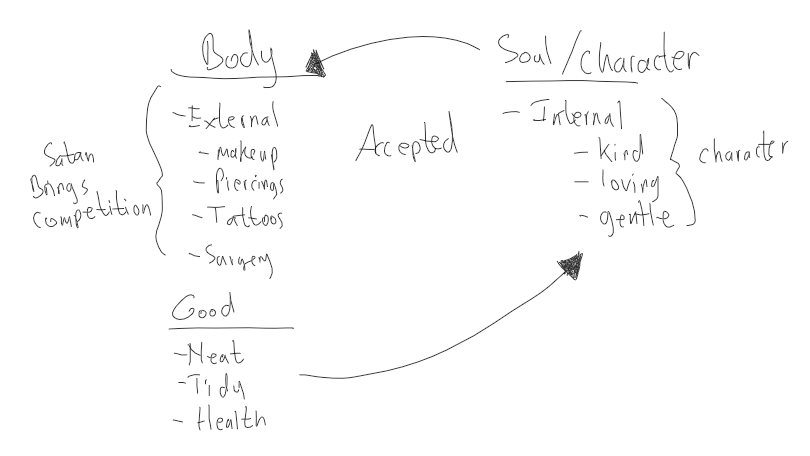 Body
-External
-makeup
-Piercings
-Tattoos
-Surgery
Satan
Brings
competition
Good
-Neat
-Tidy
-Health
Accepted
Soul/Character
-Internal
-kind
-loving
-gentle
character